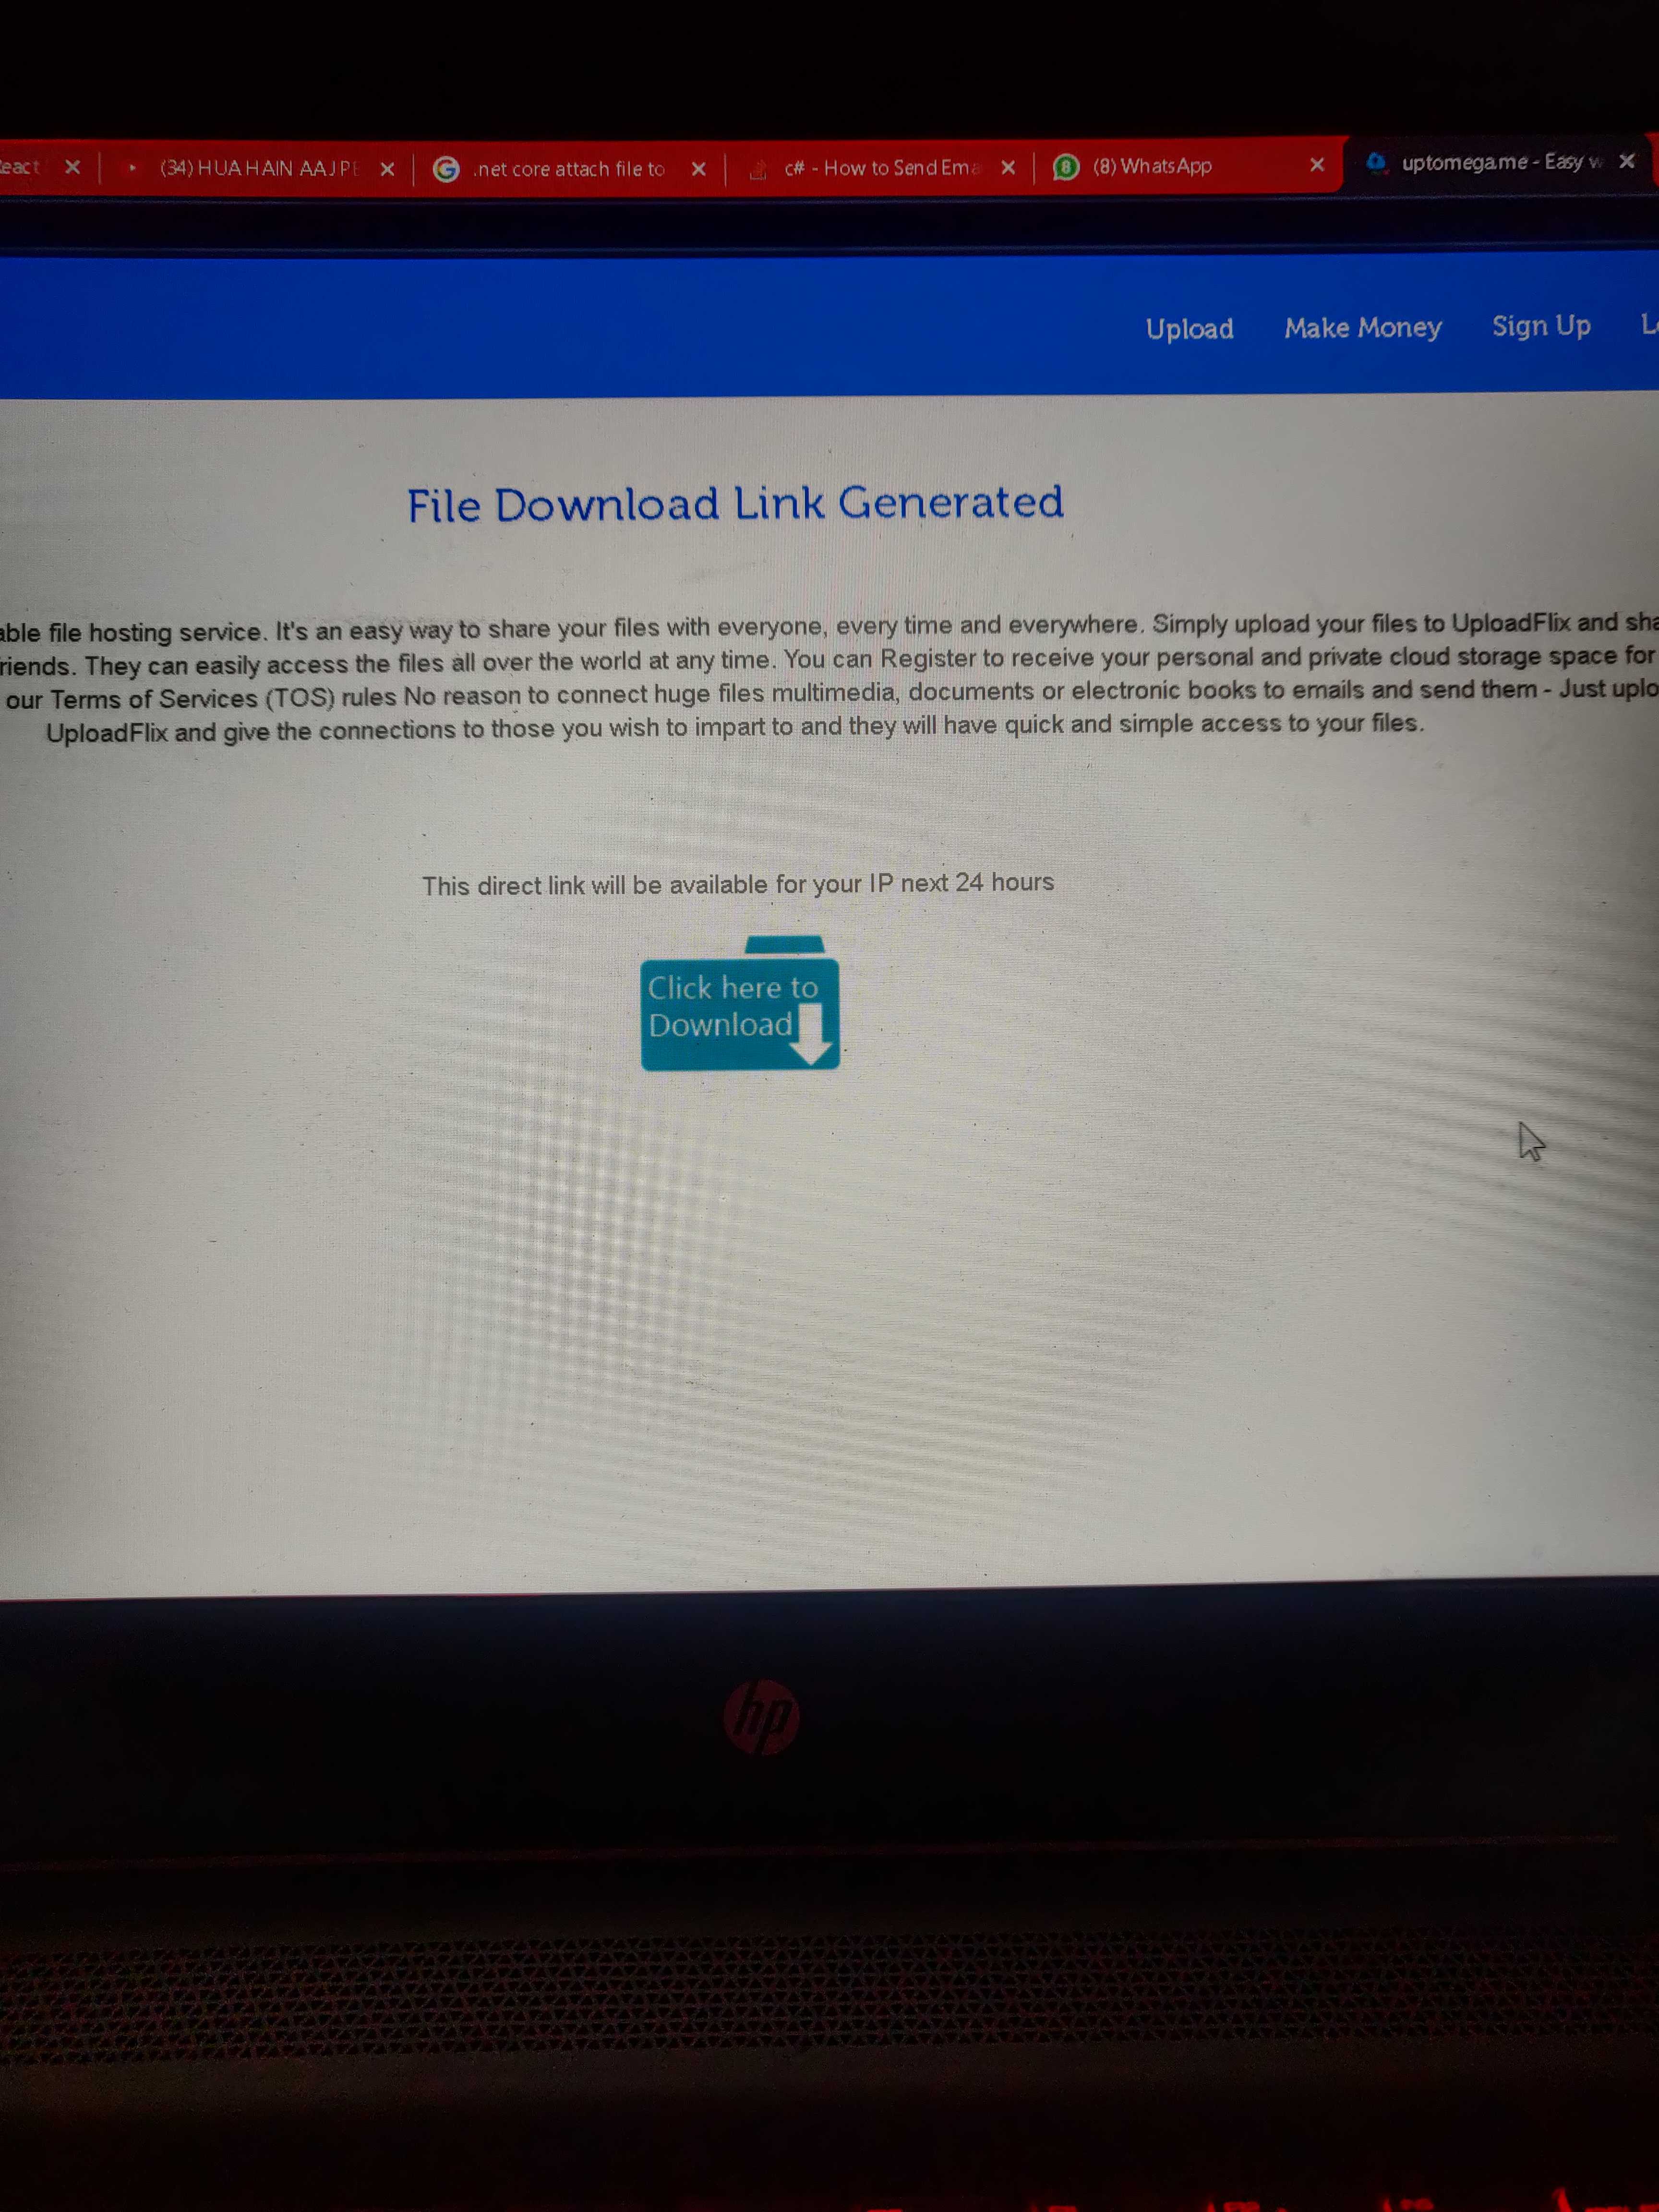 eact
(34) HUA HAIN AAJ PE
.net core attach file to
c# - How to Send Ema
8
(8) WhatsApp
uptomegame - Easy w
Upload
Make Money
Sign Up
L
File Download Link Generated
able file hosting service. It's an easy way to share your files with everyone, every time and everywhere. Simply upload your files to UploadFlix and sha
riends. They can easily access the files all over the world at any time. You can Register to receive your personal and private cloud storage space for
our Terms of Services (TOS) rules No reason to connect huge files multimedia, documents or electronic books to emails and send them - Just uplo
UploadFlix and give the connections to those you wish to impart to and they will have quick and simple access to your files.
This direct link will be available for your IP next 24 hours
Click here to
Download
hp